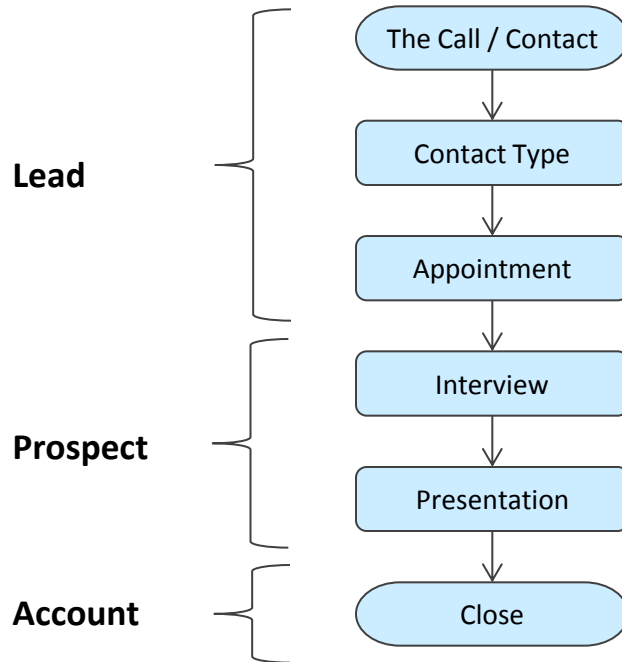 The Call / Contact
Contact Type
Lead
Appointment
Interview
Prospect
Presentation
Account
Close